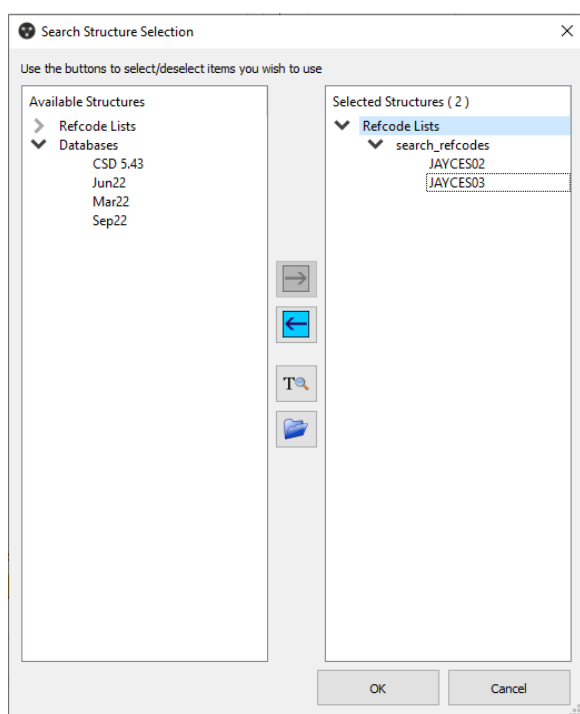 Search Structure Selection
Use the buttons to select/deselect items you wish to use
Available Structures
Refcode Lists
Databases
CSD 5.43
Jun22
Mar22
Sep22
T
Selected Structures ( 2 )
Refcode Lists
search_refcodes
JAYCES02
JAYCES03
OK
Cancel